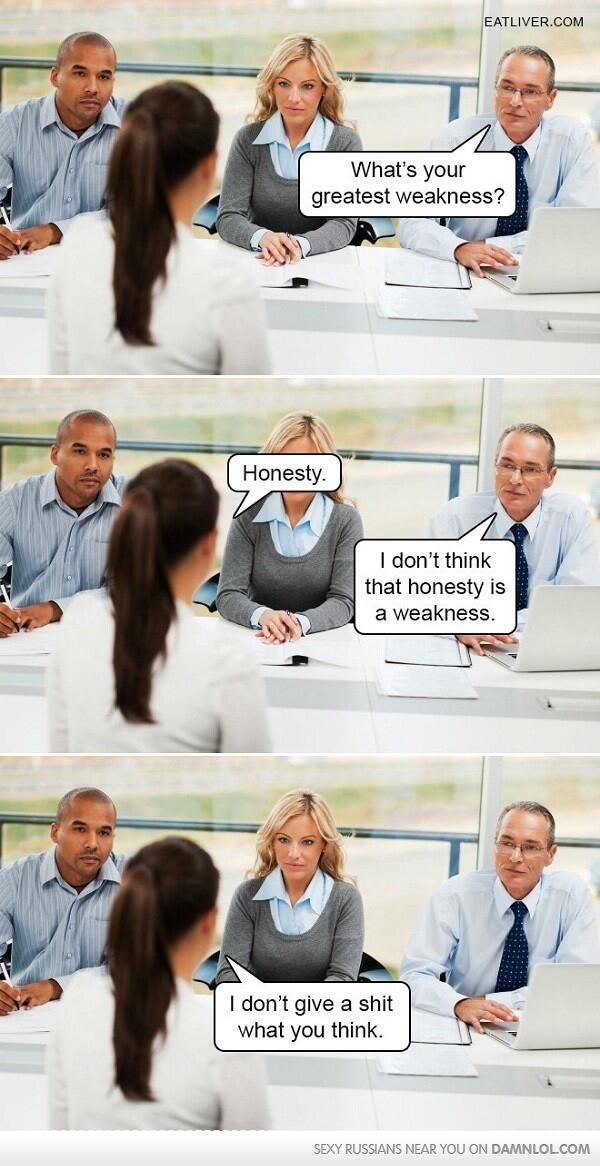 EATLIVER.COM
What's your
greatest weakness?
Honesty.
I don't think
that honesty is
a weakness.
I don't give a shit
what you think.
SEXY RUSSIANS NEAR YOU ON DAMNLOL.COM